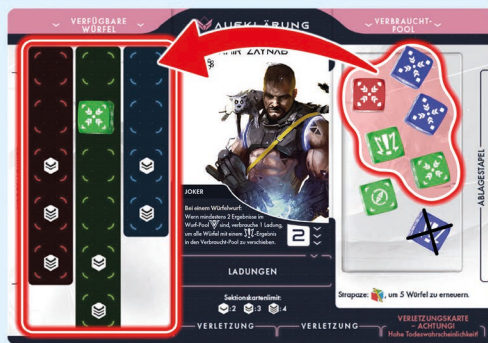 VERFÜGBARE
WÜRFEL
AUFKLÄRUNG
ZAYNAB
VERBRAUCHT-
POOL
JOKER
Bei einem Würfelwurf:
Wenn mindestens 2 Ergebnisse im
Wurf-Pool sind, verbrauche 1 Ladung,
um alle Würfel mit einem -Ergebnis
in den Verbraucht-Pool zu verschieben.
2
LADUNGEN
Sektionskartenlimit:
:2 :3 :4
VERLETZUNG
VERLETZUNG
ABLAGESTAPEL
Strapaze: , um 5 Würfel zu erneuern.
VERLETZUNGSKARTE
– ACHTUNG!
Hohe Todeswahrscheinlichkeit!